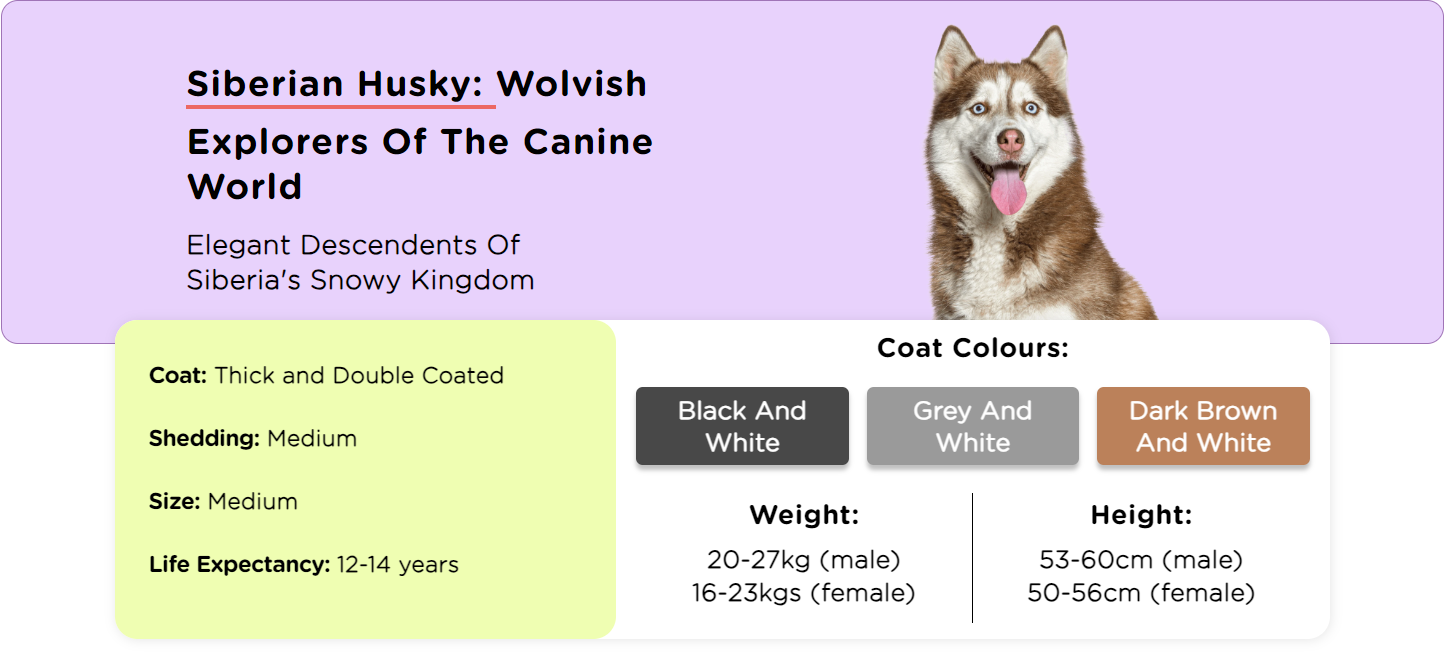 Siberian Husky: Wolvish
Explorers Of The Canine
World
Elegant Descendents Of
Siberia's Snowy Kingdom
Coat: Thick and Double Coated
Shedding: Medium
Size: Medium
Life Expectancy: 12-14 years
Coat Colours:
Black And
White
Grey And
White
Dark Brown
And White
Weight:
20-27kg (male)
16-23kgs (female)
Height:
53-60cm (male)
50-56cm (female)